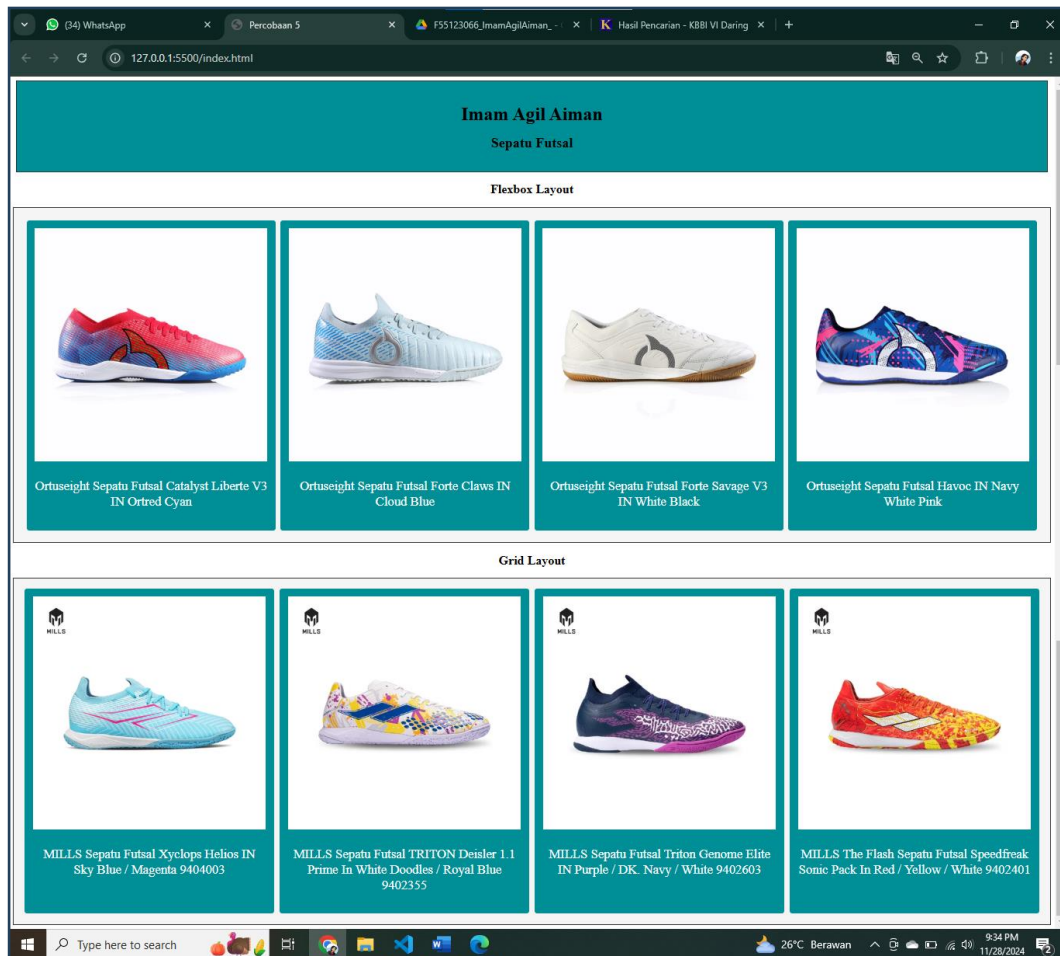 (34) WhatsApp
Percobaan 5
F55123066_ImamAgilAiman_ -
Hasil Pencarian - KBBI VI Daring
127.0.0.1:5500/index.html
Imam Agil Aiman
Sepatu Futsal
Flexbox Layout
Ortuseight Sepatu Futsal Catalyst Liberte V3
IN Ortred Cyan
Ortuseight Sepatu Futsal Forte Claws IN
Cloud Blue
Ortuseight Sepatu Futsal Forte Savage V3
IN White Black
Ortuseight Sepatu Futsal Havoc IN Navy
White Pink
Grid Layout
MILLS
MILLS
MILLS
MILLS
MILLS Sepatu Futsal Xyclops Helios IN
Sky Blue / Magenta 9404003
MILLS Sepatu Futsal TRITON Deisler 1.1
Prime In White Doodles / Royal Blue
9402355
MILLS Sepatu Futsal Triton Genome Elite
IN Purple / DK. Navy / White 9402603
MILLS The Flash Sepatu Futsal Speedfreak
Sonic Pack In Red / Yellow / White 9402401
Type here to search
26°C Berawan
9:34 PM
11/28/2024
2